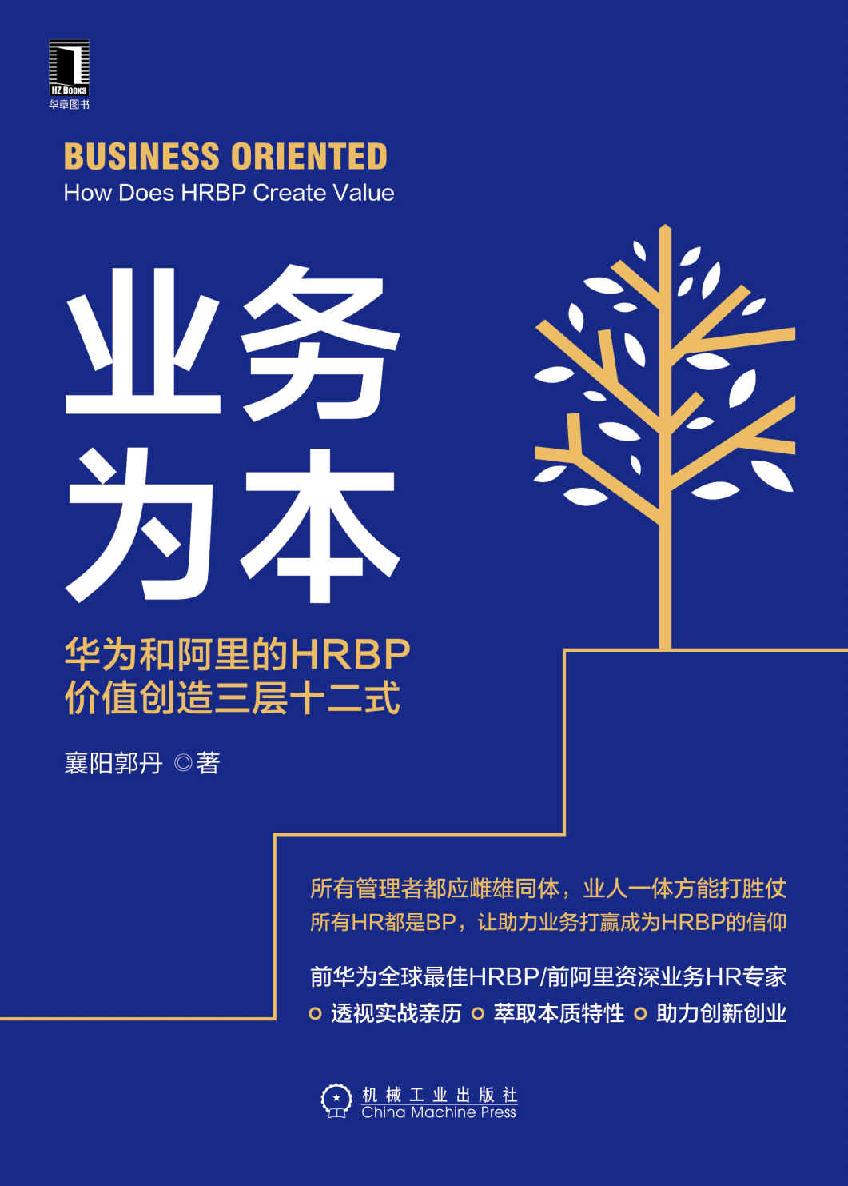 HZ Books
华章图书
BUSINESS ORIENTED
How Does HRBP Create Value
业务
为本
华为和阿里的HRBP
价值创造三层十二式
襄阳郭丹 ◎著
所有管理者都应雌雄同体，业人一体方能打胜仗
所有HR都是BP，让助力业务打赢成为HRBP的信仰
前华为全球最佳HRBP/前阿里资深业务HR专家
透视实战亲历 萃取本质特性 助力创新创业
机械工业出版社
China Machine Press